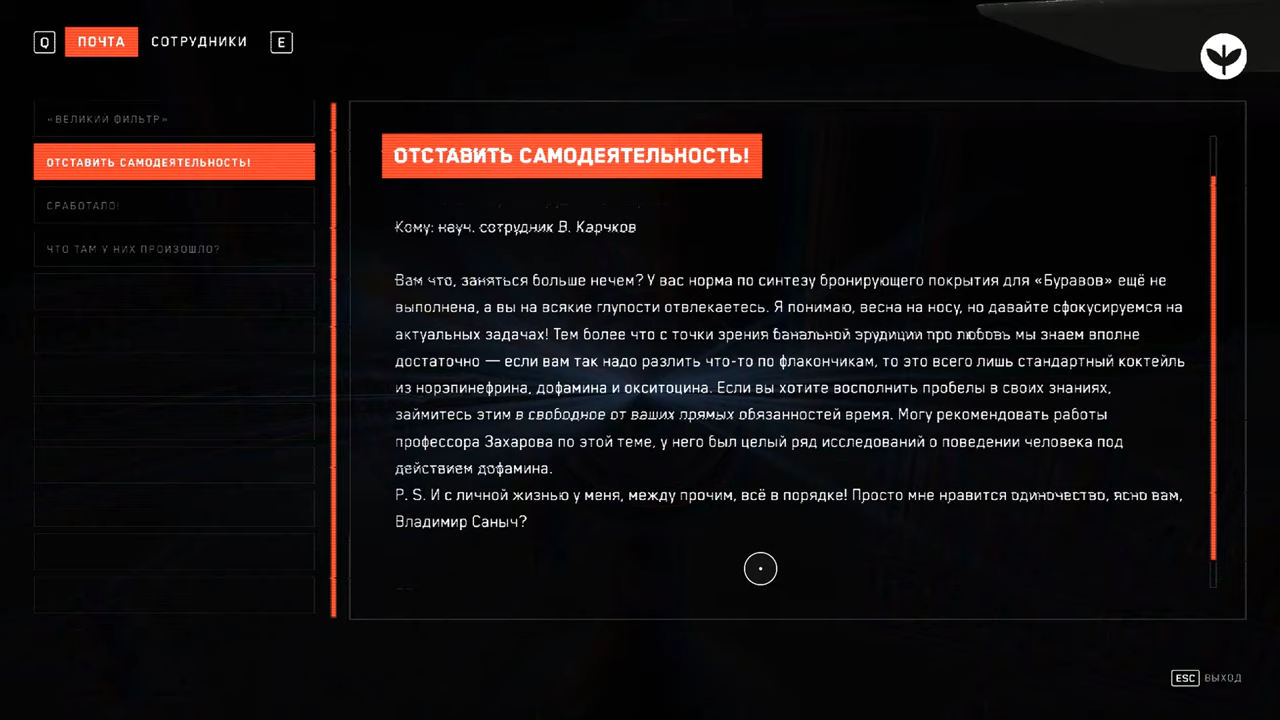 Q ПОЧТА СОТРУДНИКИ E
«ВЕЛИКИЙ ФИЛЬТР»
ОТСТАВИТЬ САМОДЕЯТЕЛЬНОСТЬ!
СРАБОТАЛО!
ЧТО ТАМ У НИХ ПРОИЗОШЛО?
ОТСТАВИТЬ САМОДЕЯТЕЛЬНОСТЬ!
Кому: науч. сотрудник В. Карчков
Вам что, заняться больше нечем? У вас норма по синтезу бронирующего покрытия для «Буравов» ещё не
выполнена, а вы на всякие глупости отвлекаетесь. Я понимаю, весна на носу, но давайте сфокусируемся на
актуальных задачах! Тем более что с точки зрения банальной эрудиции про любовь мы знаем вполне
достаточно — если вам так надо разлить что-то по флакончикам, то это всего лишь стандартный коктейль
из норэпинефрина, дофамина и окситоцина. Если вы хотите восполнить пробелы в своих знаниях,
займитесь этим в свободное от ваших прямых обязанностей время. Могу рекомендовать работы
профессора Захарова по этой теме, у него был целый ряд исследований о поведении человека под
действием дофамина.
P. S. И с личной жизнью у меня, между прочим, всё в порядке! Просто мне нравится одиночество, ясно вам,
Владимир Саныч?
ESC ВЫХОД